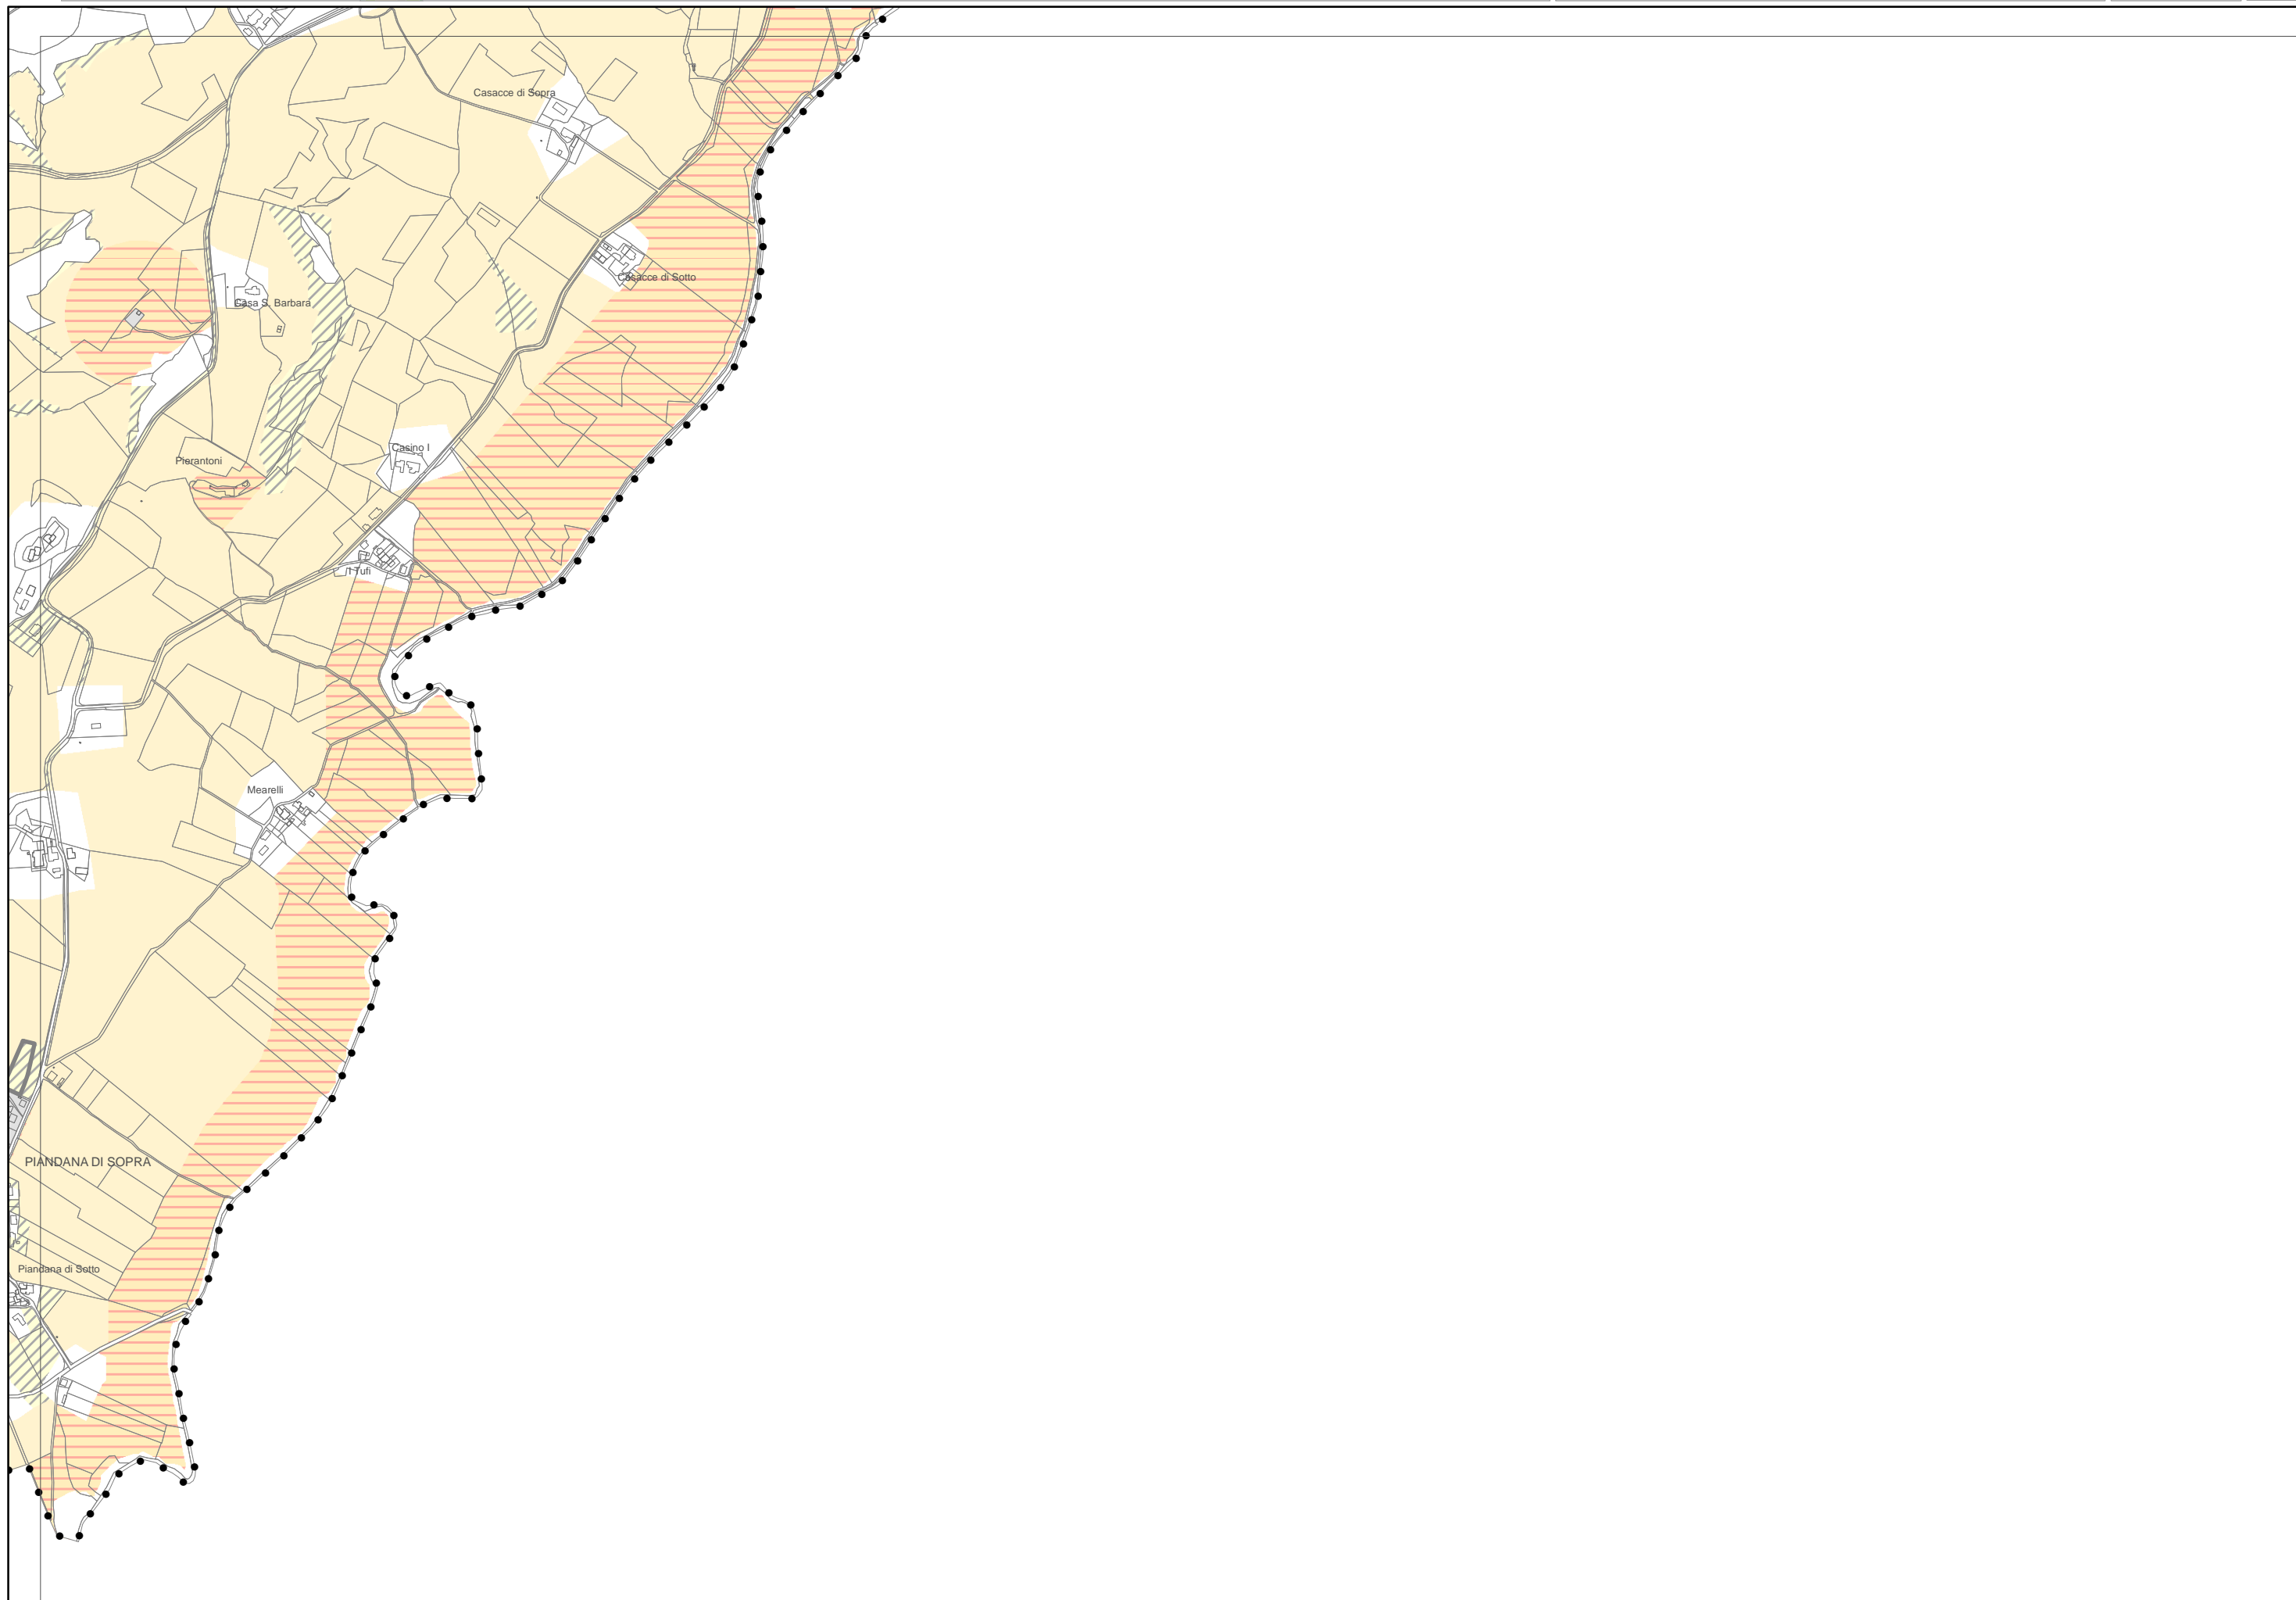 Casacce di Sopra
Casacce di Sotto
Casa S. Barbara
Casino I
Pierantoni
I Tufi
Mearelli
PIANDANA DI SOPRA
Piandana di Sotto